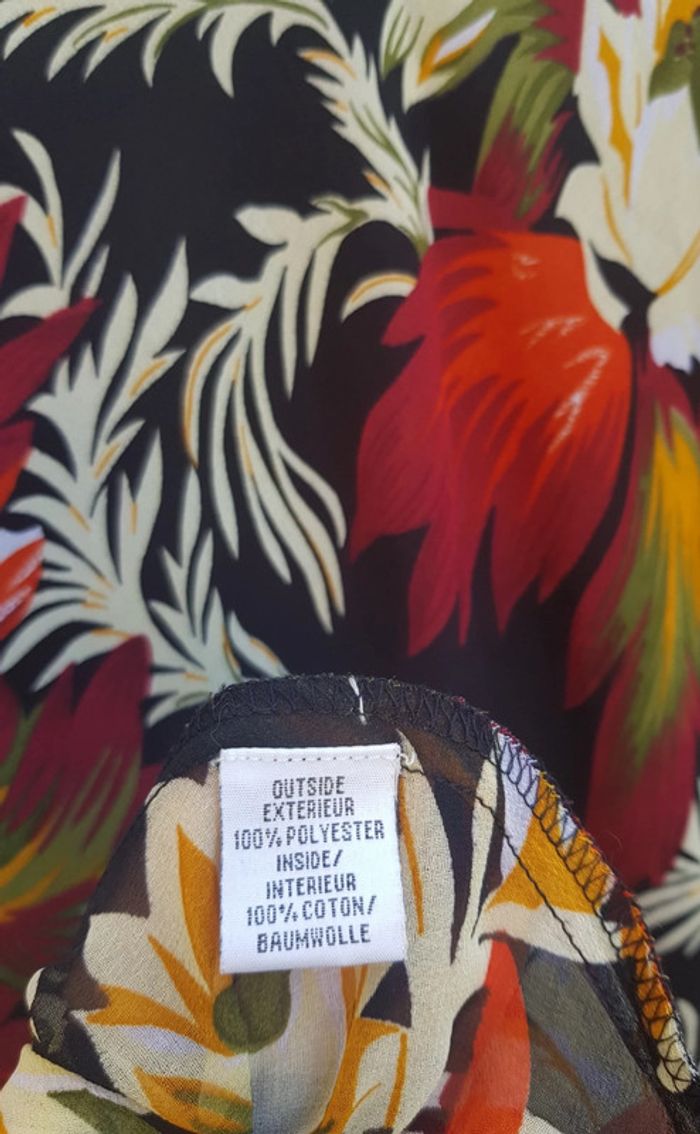 OUTSIDE
EXTERIEUR
100% POLYESTER
INSIDE/
INTERIEUR
100% COTON/
BAUMWOLLE